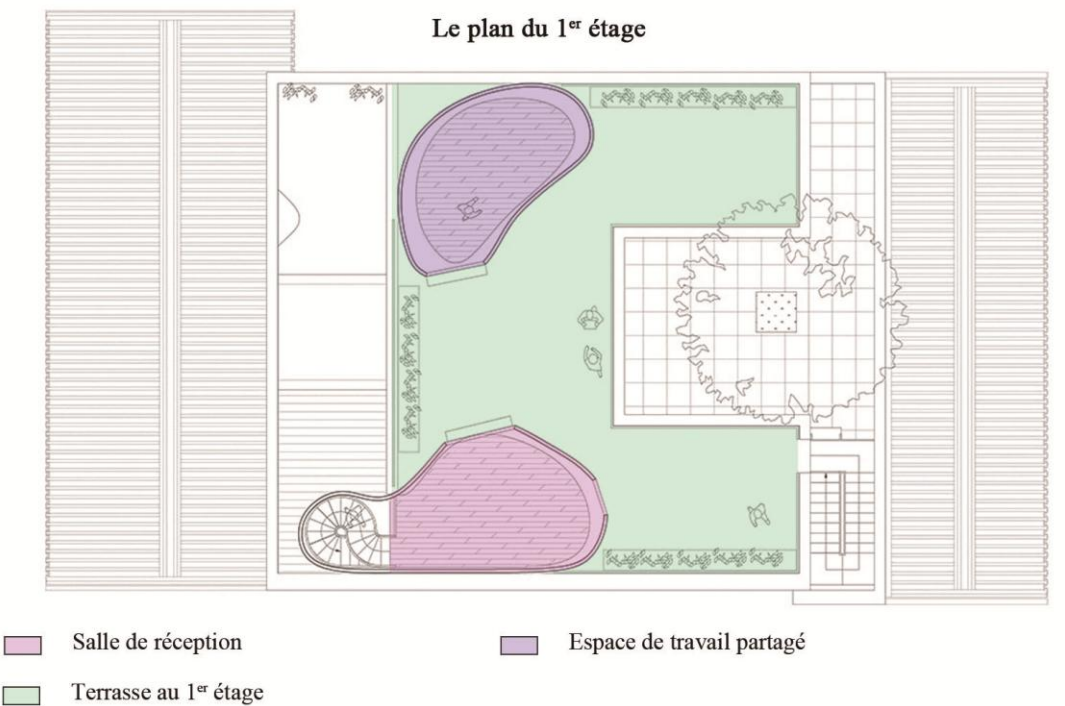 Le plan du 1er étage
Salle de réception
Espace de travail partagé
Terrasse au 1er étage